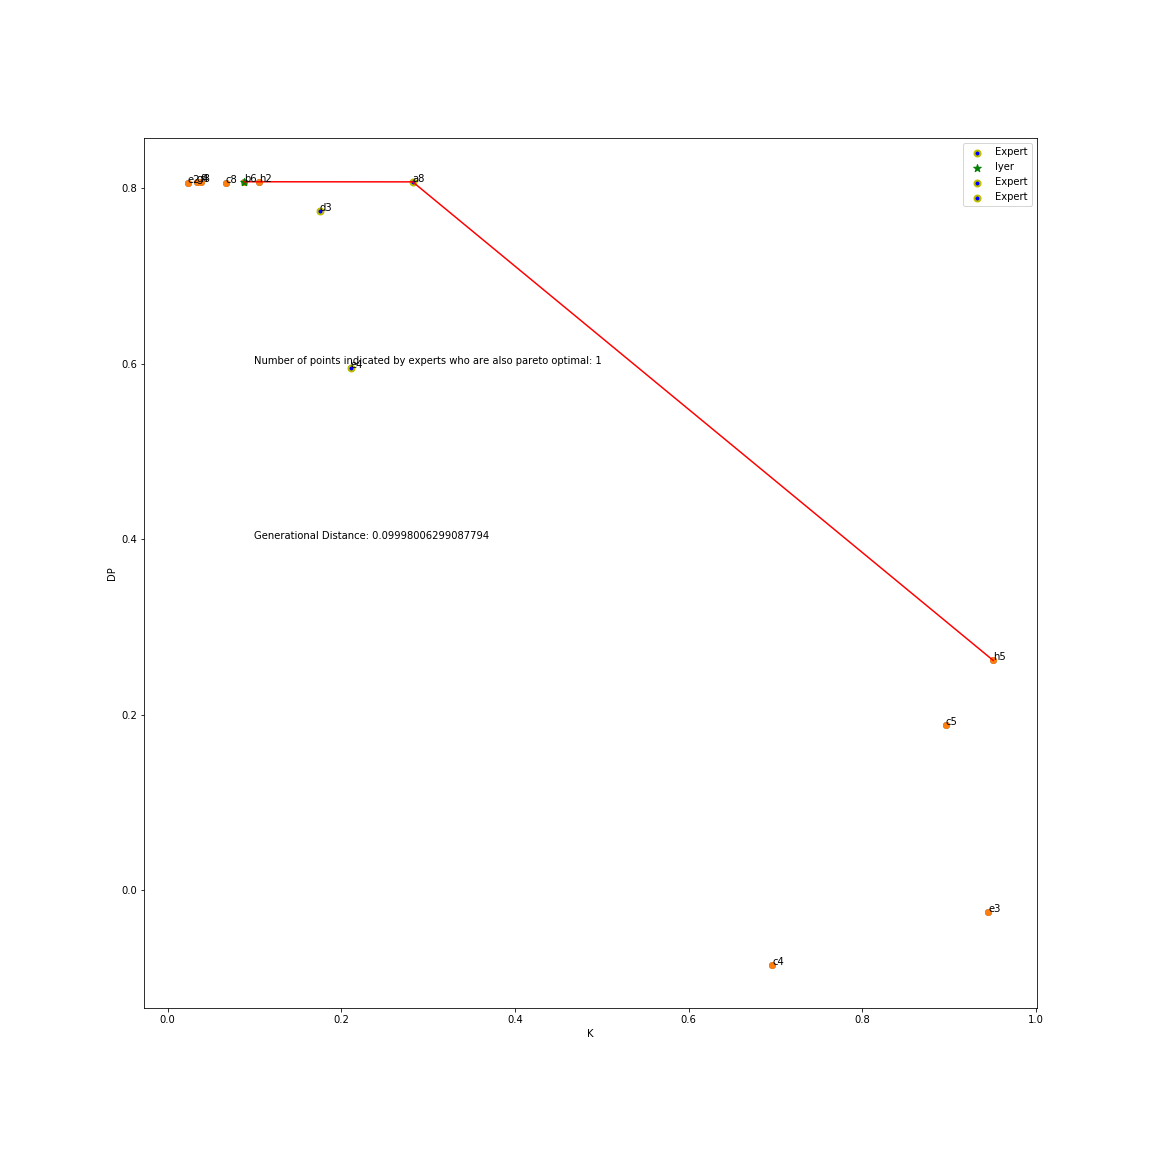 Expert
lyer
Expert
Expert
0.8
e2
c8
b6
h2
a8
d3
0.6
Number of points indicated by experts who are also pareto optimal: 1
Generational Distance: 0.09998006299087794
0.4
DP
h5
0.2
c5
0.0
e3
c4
0.0 0.2 0.4 0.6 0.8 1.0
K